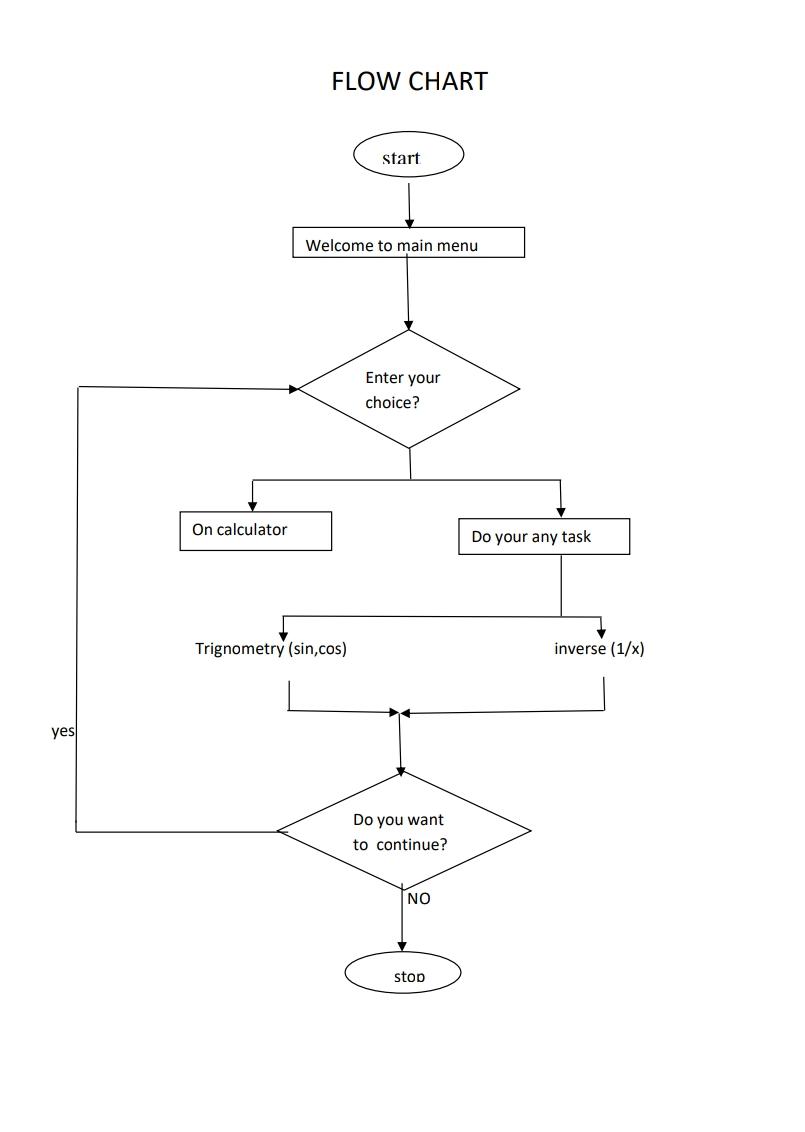 FLOW CHART
start
Welcome to main menu
Enter your
choice?
On calculator
Do your any task
Trignometry (sin,cos)
inverse (1/x)
yes
Do you want
to  continue?
NO
stop